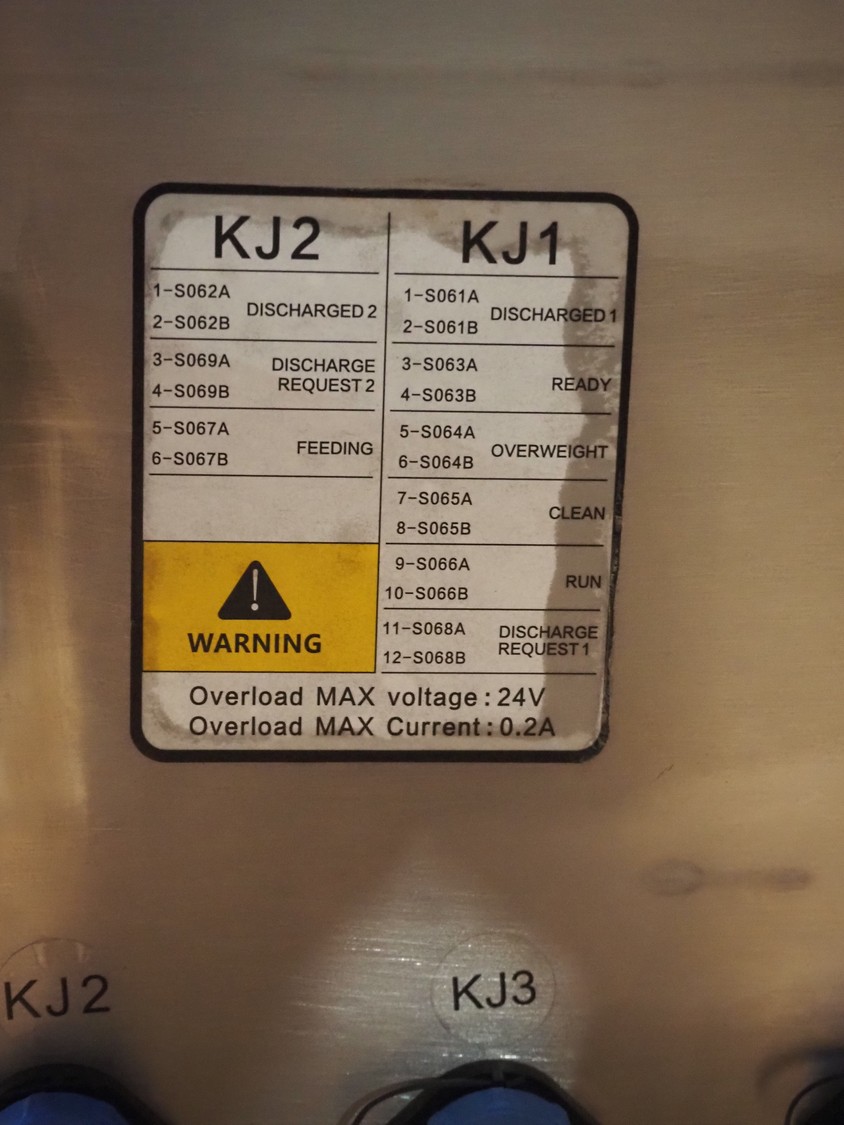 KJ2
1-S062A
DISCHARGED 2
2-S062B
3-S069A
DISCHARGE
REQUEST 2
4-S069B
5-S067A
FEEDING
6-S067B
WARNING
KJ1
1-S061A
DISCHARGED 1
2-S061B
3-S063A
READY
4-S063B
5-S064A
OVERWEIGHT
6-S064B
7-S065A
CLEAN
8-S065B
9-S066A
RUN
10-S066B
11-S068A
DISCHARGE
REQUEST 1
12-S068B
Overload MAX voltage: 24V
Overload MAX Current: 0.2A
KJ2
KJ3